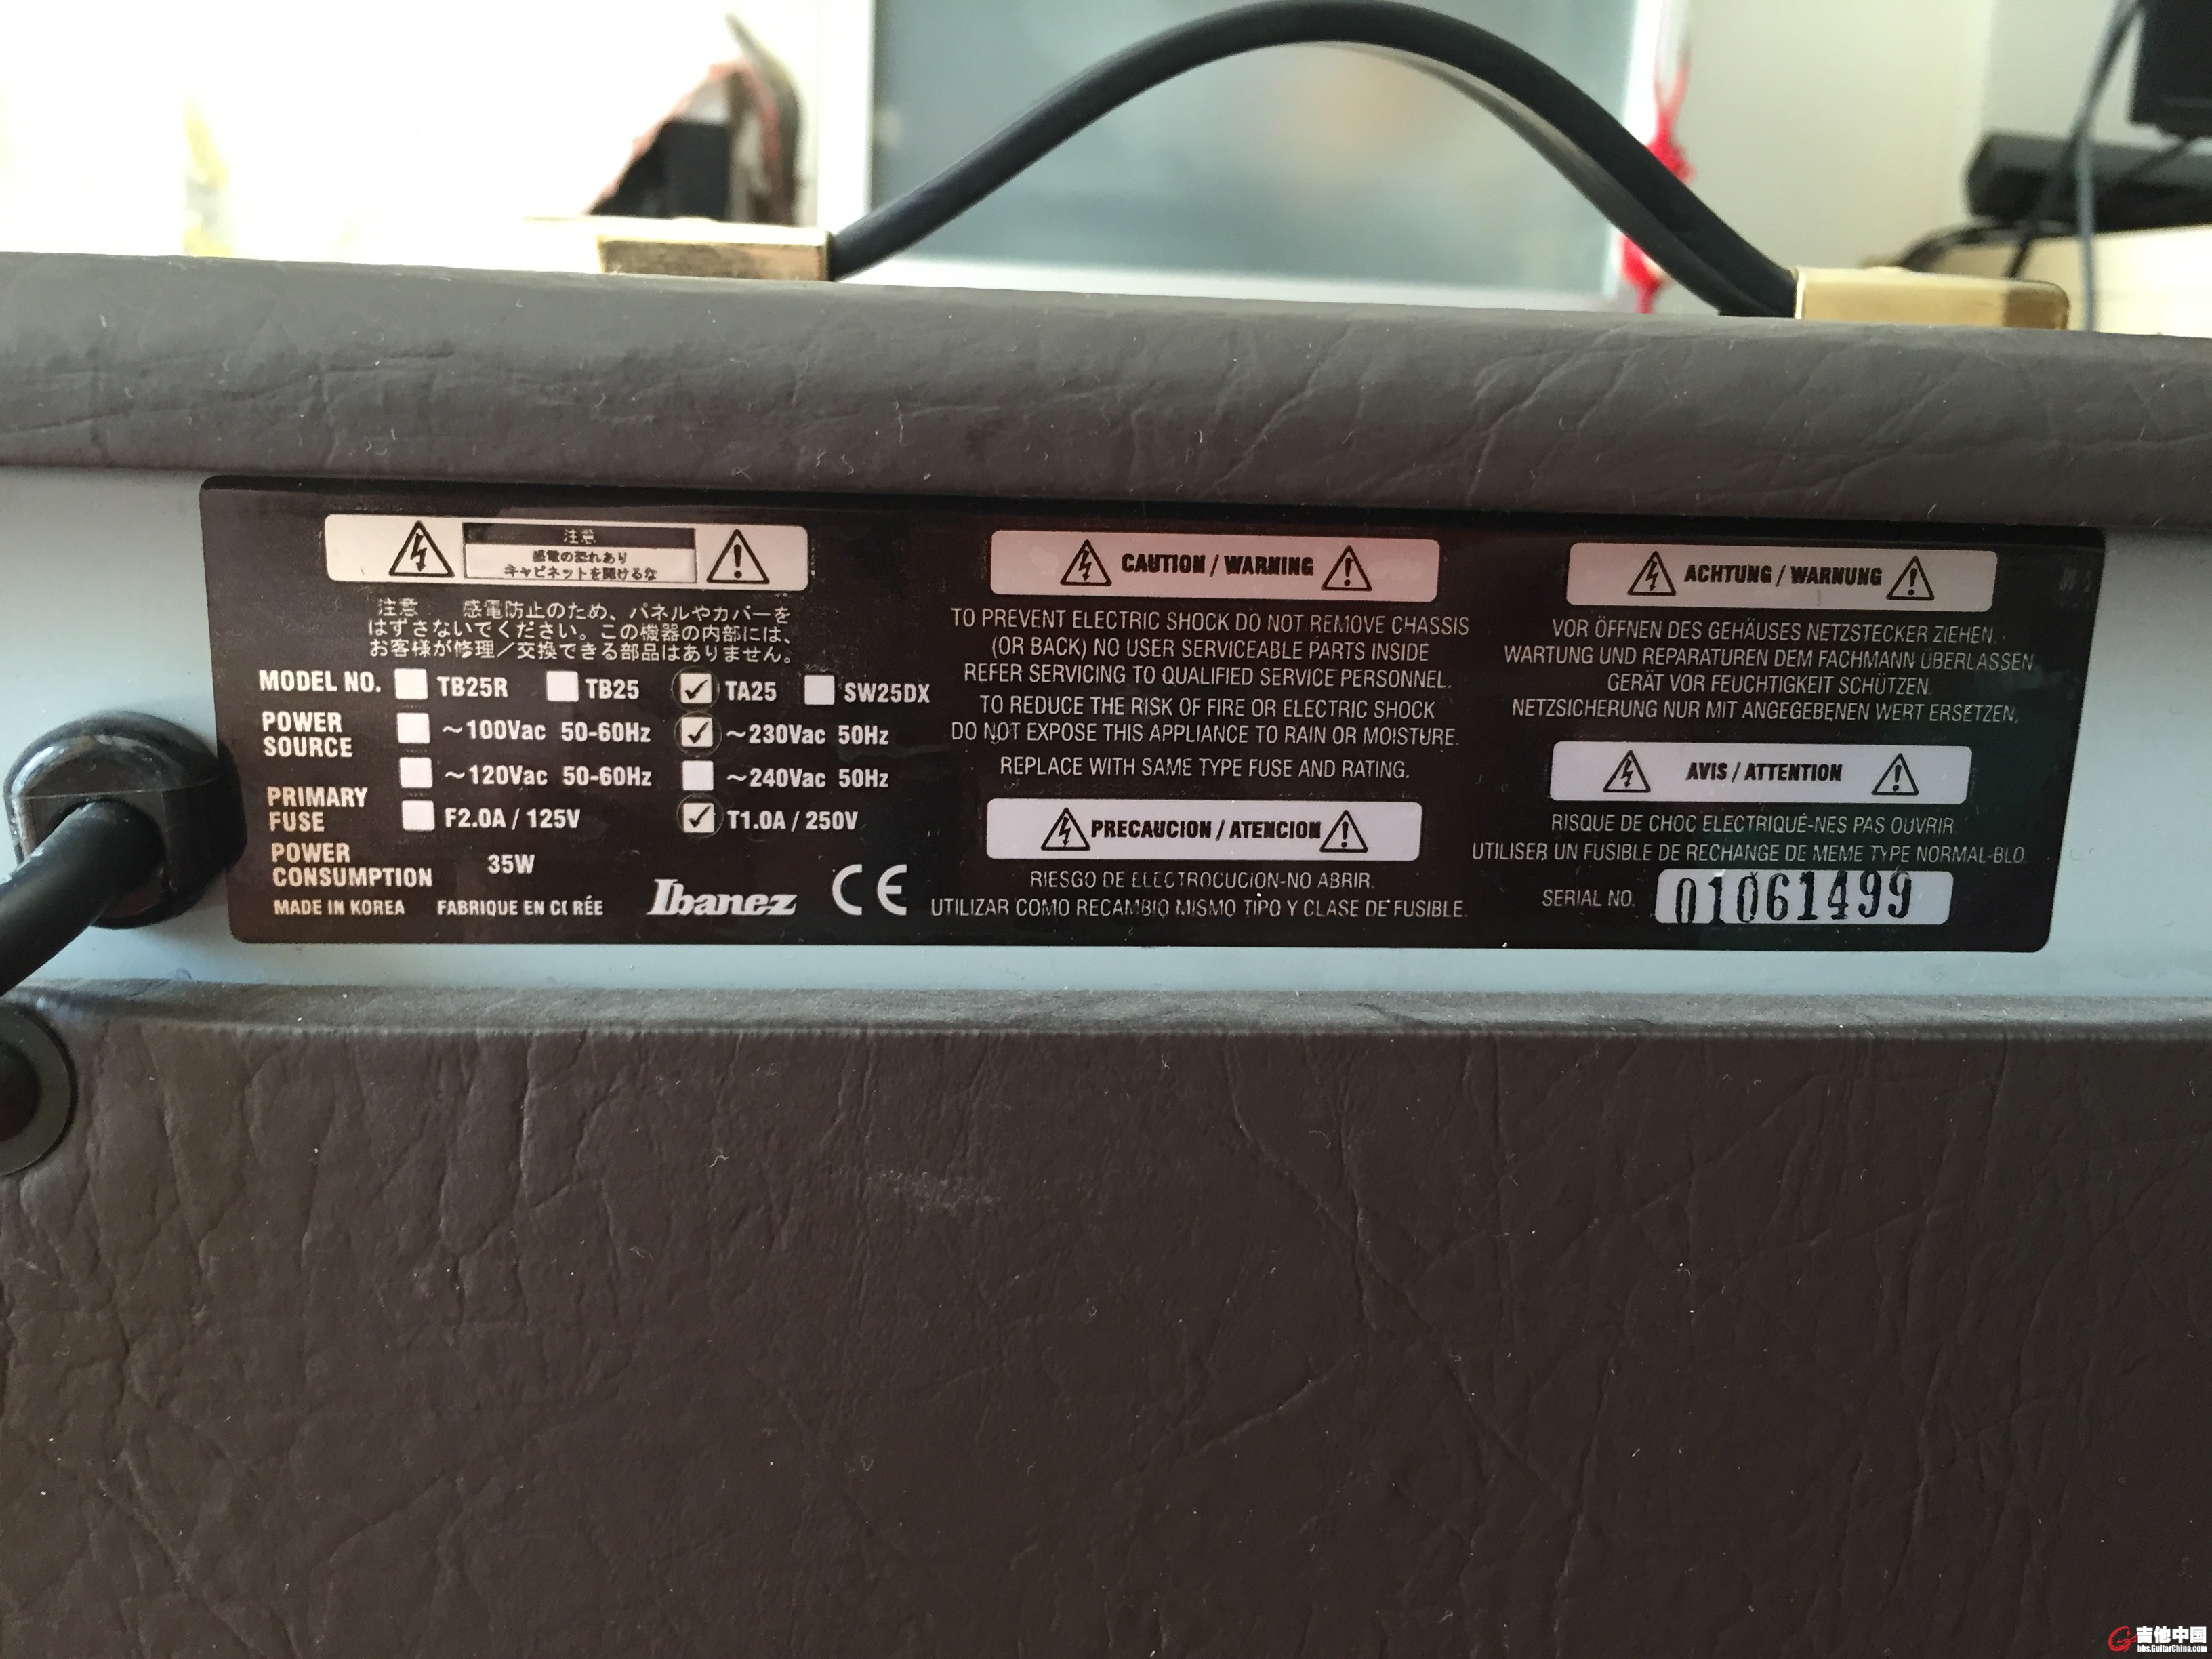 注意
感電の恐れあり
キャビネットを開けるな
注意 感電防止のため、パネルやカバーを
はずさないでください。この機器の内部には、
お客様が修理/交換できる部品はありません。
MODEL NO. TB25R TB25 ✓ TA25 SW25DX
POWER SOURCE ~100Vac 50-60Hz ✓ ~230Vac 50Hz
~120Vac 50-60Hz ~240Vac 50Hz
PRIMARY FUSE F2.0A / 125V ✓ T1.0A / 250V
POWER CONSUMPTION 35W
MADE IN KOREA FABRIQUE EN CORÉE Ibanez CE
CAUTION / WARNING
TO PREVENT ELECTRIC SHOCK DO NOT REMOVE CHASSIS
(OR BACK) NO USER SERVICEABLE PARTS INSIDE
REFER SERVICING TO QUALIFIED SERVICE PERSONNEL.
TO REDUCE THE RISK OF FIRE OR ELECTRIC SHOCK
DO NOT EXPOSE THIS APPLIANCE TO RAIN OR MOISTURE.
REPLACE WITH SAME TYPE FUSE AND RATING.
PRECAUCION / ATENCION
RIESGO DE ELECTROCUCION-NO ABRIR.
UTILIZAR COMO RECAMBIO MISMO TIPO Y CLASE DE FUSIBLE.
ACHTUNG / WARNUNG
VOR ÖFFNEN DES GEHÄUSES NETZSTECKER ZIEHEN.
WARTUNG UND REPARATUREN DEM FACHMANN ÜBERLASSEN
GERÄT VOR FEUCHTIGKEIT SCHÜTZEN.
NETZSICHERUNG NUR MIT ANGEGEBENEN WERT ERSETZEN.
AVIS / ATTENTION
RISQUE DE CHOC ELECTRIQUE-NES PAS OUVRIR
UTILISER UN FUSIBLE DE RECHANGE DE MEME TYPE NORMAL-BLO
SERIAL NO. 01061499
吉他中国
bbs.GuitarChina.com